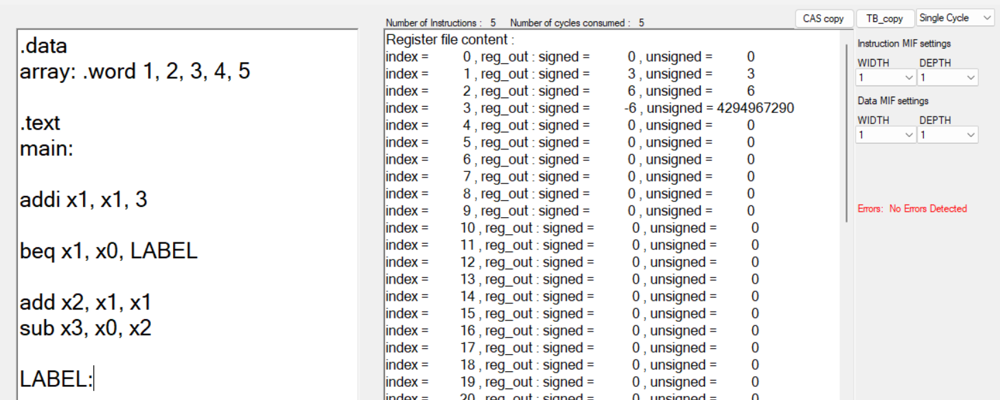 .data
array: .word 1, 2, 3, 4, 5
.text
main:
addi x1, x1, 3
beq x1, x0, LABEL
add x2, x1, x1
sub x3, x0, x2
LABEL:
Number of Instructions : 5 Number of cycles consumed : 5
Register file content :
index = 0 , reg_out : signed = 0 , unsigned = 0
index = 1 , reg_out : signed = 3 , unsigned = 3
index = 2 , reg_out : signed = 6 , unsigned = 6
index = 3 , reg_out : signed = -6 , unsigned = 4294967290
index = 4 , reg_out : signed = 0 , unsigned = 0
index = 5 , reg_out : signed = 0 , unsigned = 0
index = 6 , reg_out : signed = 0 , unsigned = 0
index = 7 , reg_out : signed = 0 , unsigned = 0
index = 8 , reg_out : signed = 0 , unsigned = 0
index = 9 , reg_out : signed = 0 , unsigned = 0
index = 10 , reg_out : signed = 0 , unsigned = 0
index = 11 , reg_out : signed = 0 , unsigned = 0
index = 12 , reg_out : signed = 0 , unsigned = 0
index = 13 , reg_out : signed = 0 , unsigned = 0
index = 14 , reg_out : signed = 0 , unsigned = 0
index = 15 , reg_out : signed = 0 , unsigned = 0
index = 16 , reg_out : signed = 0 , unsigned = 0
index = 17 , reg_out : signed = 0 , unsigned = 0
index = 18 , reg_out : signed = 0 , unsigned = 0
index = 19 , reg_out : signed = 0 , unsigned = 0
index = 20 , reg_out : signed = 0 , unsigned = 0
CAS copy
TB_copy
Single Cycle
Instruction MIF settings
WIDTH DEPTH
1 1
Data MIF settings
WIDTH DEPTH
1 1
Errors: No Errors Detected